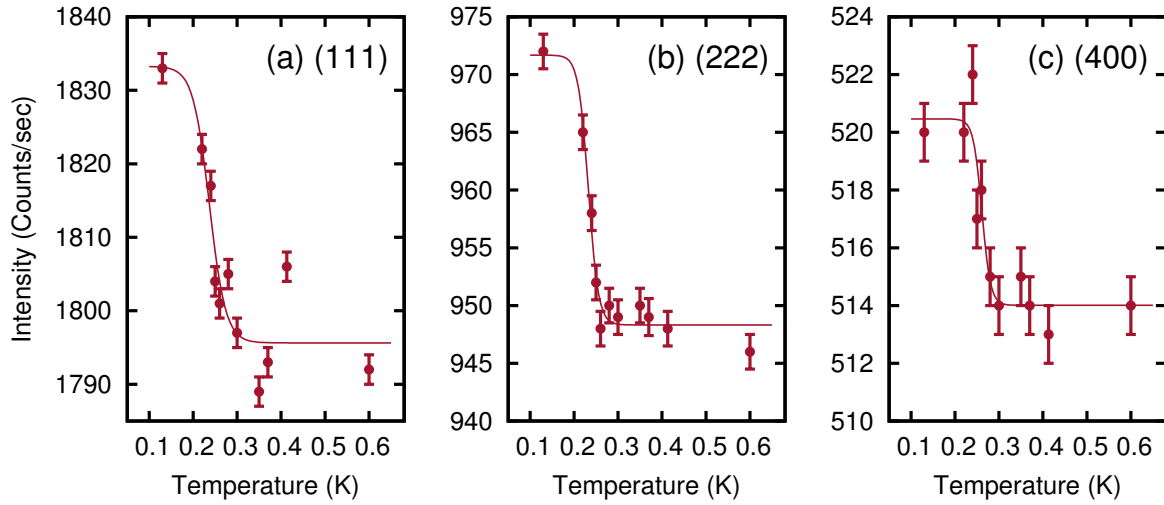 (a) (111)
Intensity (Counts/sec)
1840
1830
1820
1810
1800
1790
0.1 0.2 0.3 0.4 0.5 0.6
Temperature (K)
(b) (222)
975
970
965
960
955
950
945
940
0.1 0.2 0.3 0.4 0.5 0.6
Temperature (K)
(c) (400)
524
522
520
518
516
514
512
510
0.1 0.2 0.3 0.4 0.5 0.6
Temperature (K)